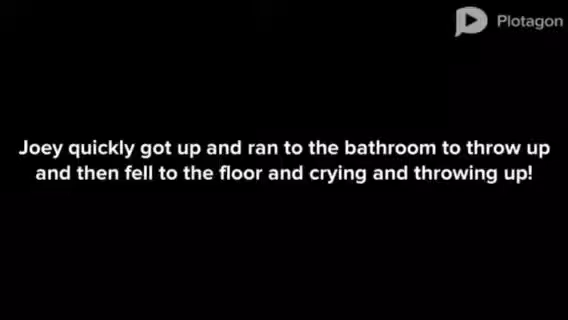 Plotagon
Joey quickly got up and ran to the bathroom to throw up
and then fell to the floor and crying and throwing up!